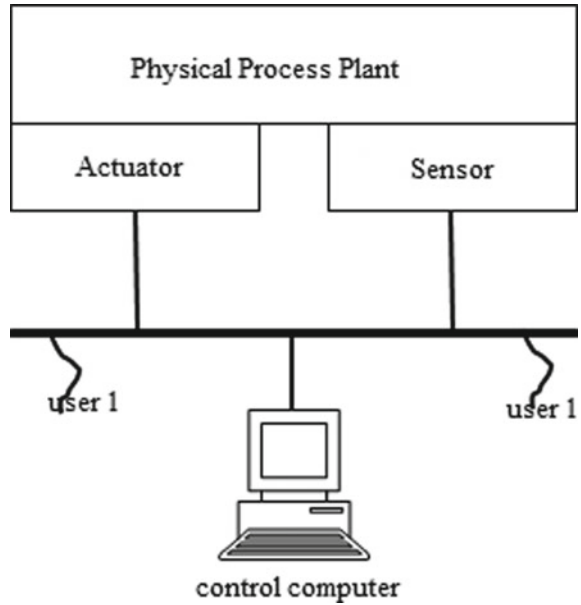 Physical Process Plant
Actuator
Sensor
user 1
user 1
control computer